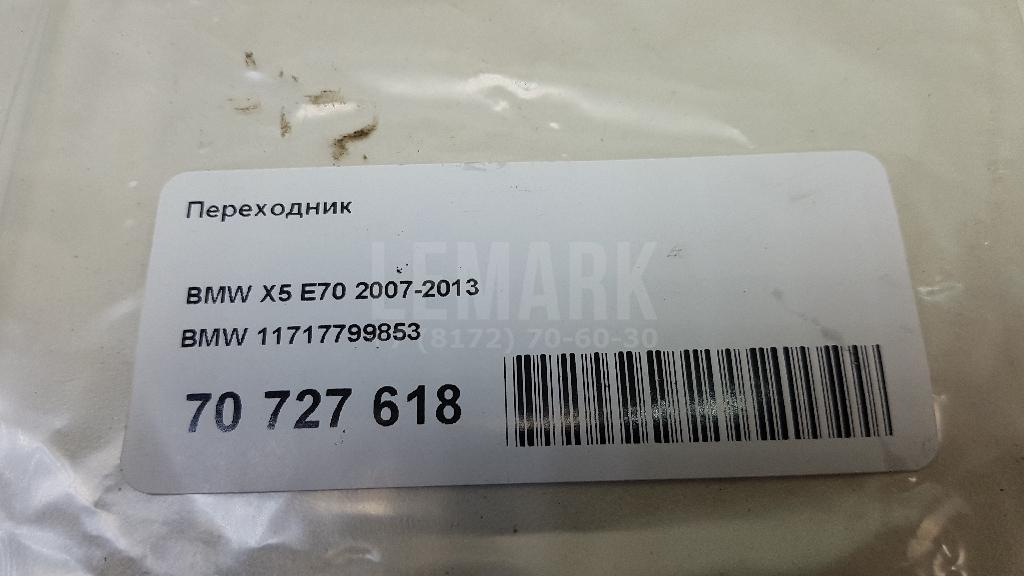 Переходник
LEMARK
BMW X5 E70 2007-2013
BMW 11717799853
(8172) 70-60-30
70 727 618